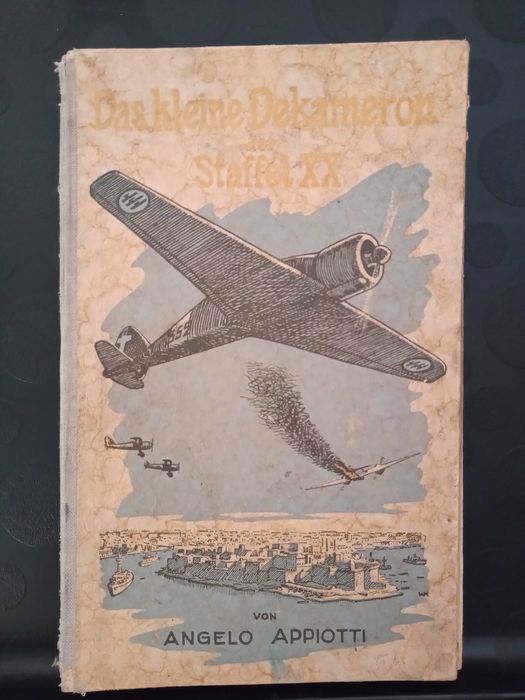 Das kleine Dekameron
der
Staffel XX
VON
ANGELO APPIOTTI